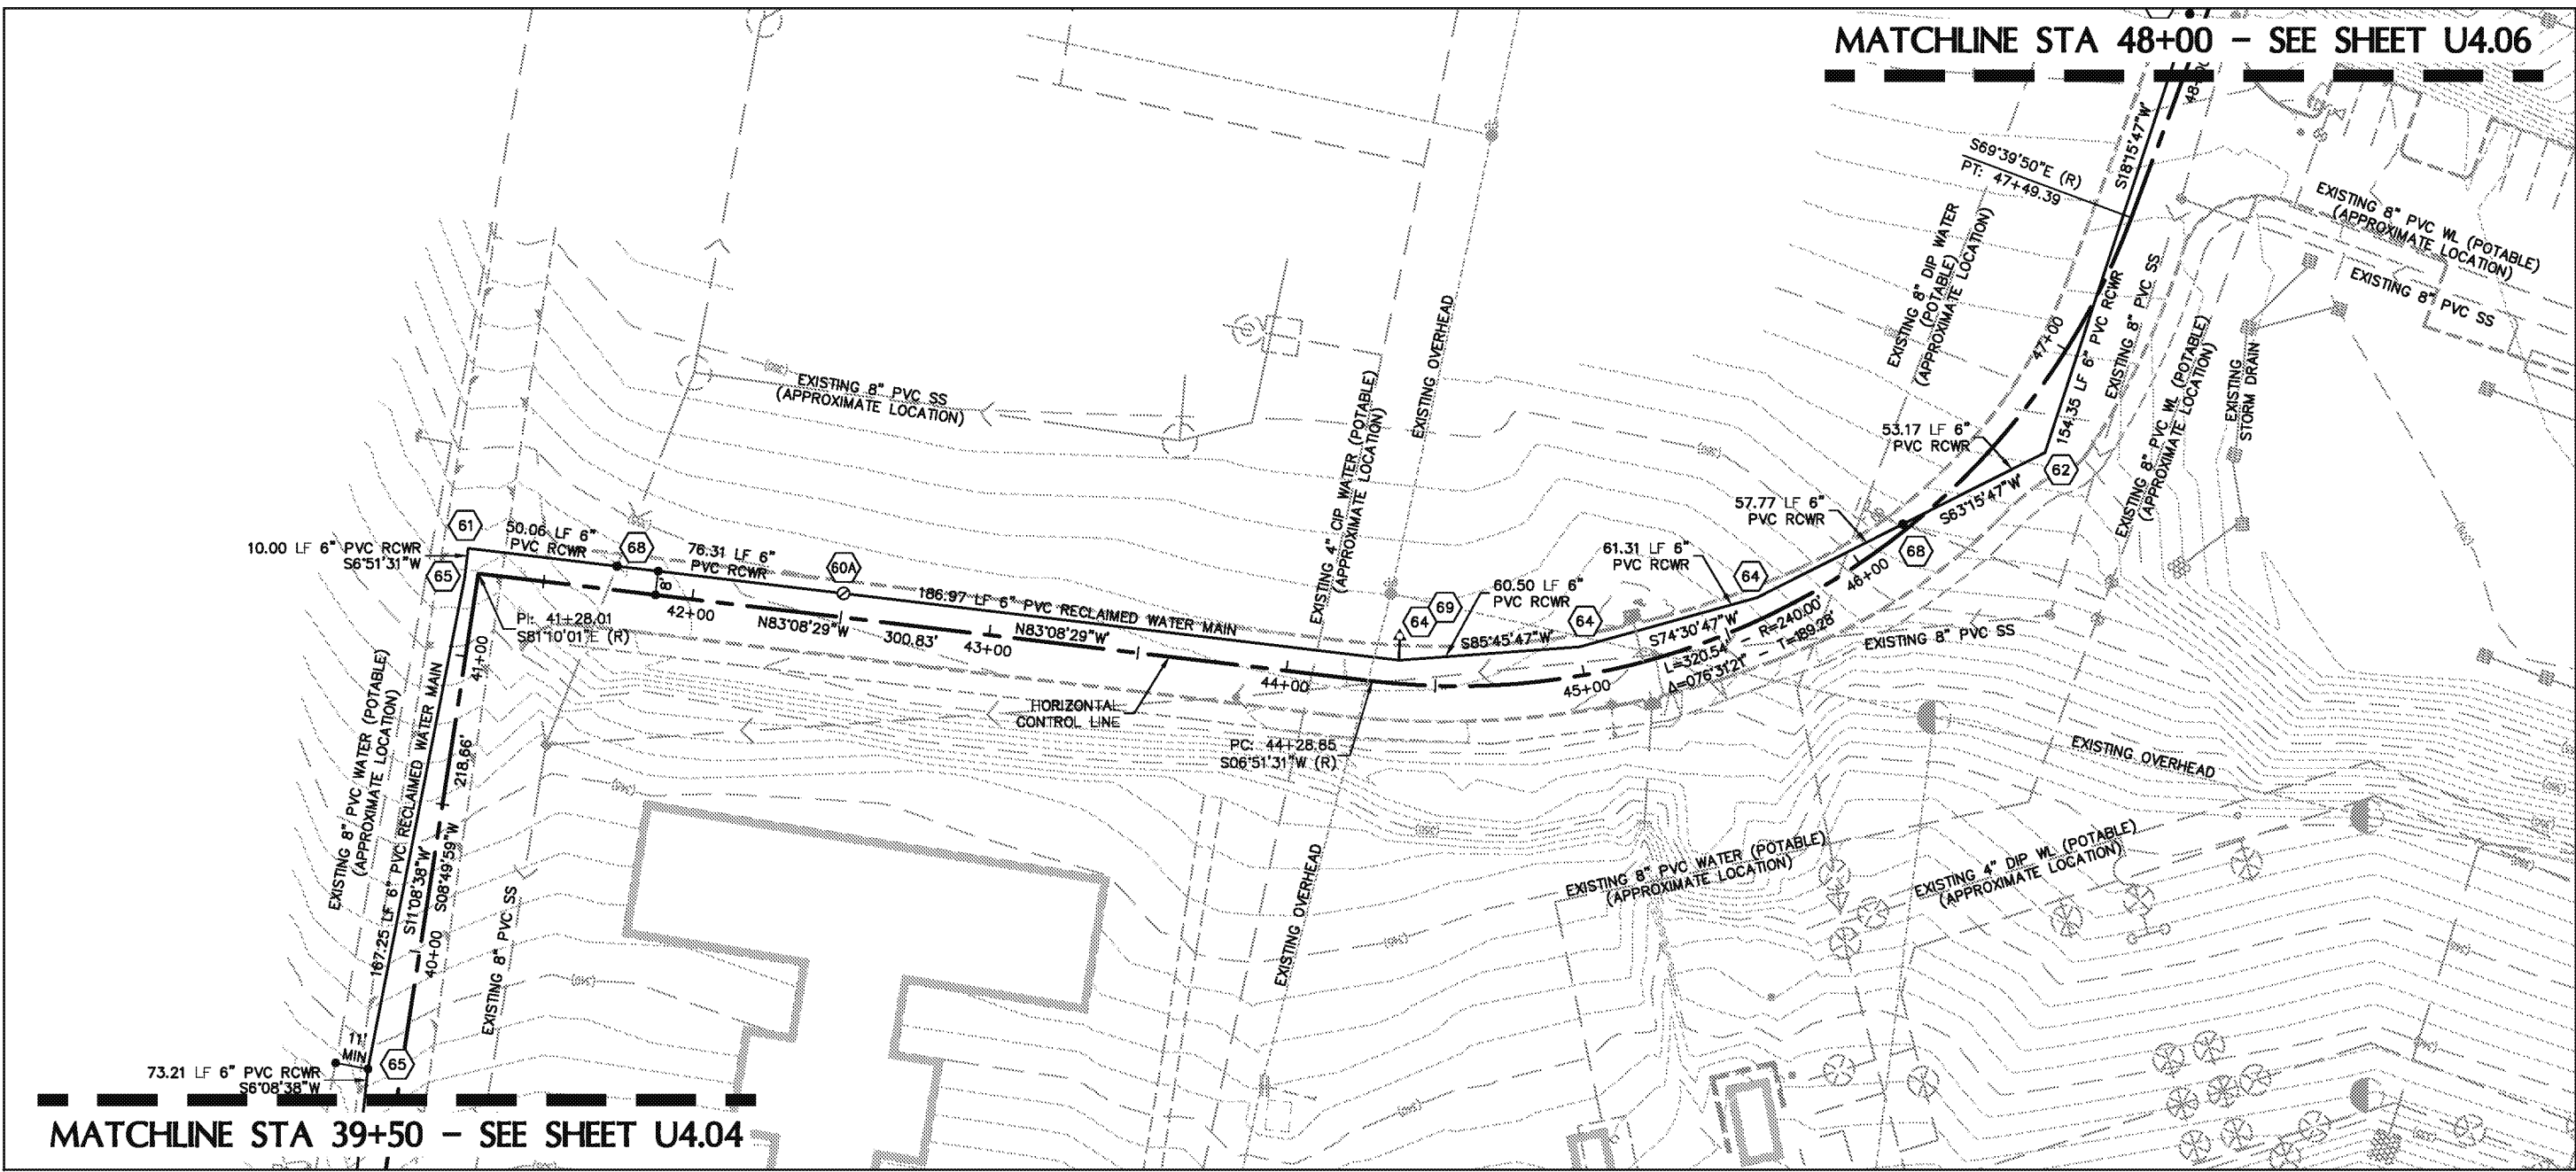 MATCHLINE STA 48+00 – SEE SHEET U4.06
48+00
S18°15'47"W
S69°39'50"E (R)
PT: 47+49.39
EXISTING 8" PVC WL (POTABLE)
(APPROXIMATE LOCATION)
EXISTING 8" PVC SS
EXISTING 8" DIP WATER
(POTABLE)
(APPROXIMATE LOCATION)
EXISTING 8" PVC SS
47+00
154.35 LF 6" PVC RCWR
EXISTING 8" PVC WL (POTABLE)
(APPROXIMATE LOCATION)
EXISTING
STORM DRAIN
EXISTING OVERHEAD
EXISTING 4" CIP WATER (POTABLE)
(APPROXIMATE LOCATION)
EXISTING 8" PVC SS
(APPROXIMATE LOCATION)
53.17 LF 6"
PVC RCWR
62
S63°15'47"W
57.77 LF 6"
PVC RCWR
68
61.31 LF 6"
PVC RCWR
64
46+00
60.50 LF 6"
PVC RCWR
64
69
64
S85°45'47"W
S74°30'47"W
R=240.00'
L=320.54' – T=189.28'
Δ=076°31'21"
EXISTING 8" PVC SS
61
50.06 LF 6"
PVC RCWR
68
76.31 LF 6"
PVC RCWR
60A
10.00 LF 6" PVC RCWR
S6°51'31"W
65
8'
186.97 LF 6" PVC RECLAIMED WATER MAIN
PI: 41+28.01
S81°10'01"E (R)
42+00
N83°08'29"W
300.83'
N83°08'29"W
43+00
44+00
45+00
HORIZONTAL
CONTROL LINE
PC: 44+28.85
S06°51'31"W (R)
41+00
EXISTING 8" PVC WATER (POTABLE)
(APPROXIMATE LOCATION)
167.25 LF 6" PVC RECLAIMED WATER MAIN
218.66'
S11°08'38"W
S08°49'59"W
40+00
EXISTING 8" PVC SS
EXISTING OVERHEAD
EXISTING OVERHEAD
EXISTING 8" PVC WATER (POTABLE)
(APPROXIMATE LOCATION)
EXISTING 4" DIP WL (POTABLE)
(APPROXIMATE LOCATION)
11'
MIN
65
73.21 LF 6" PVC RCWR
S6°08'38"W
MATCHLINE STA 39+50 – SEE SHEET U4.04